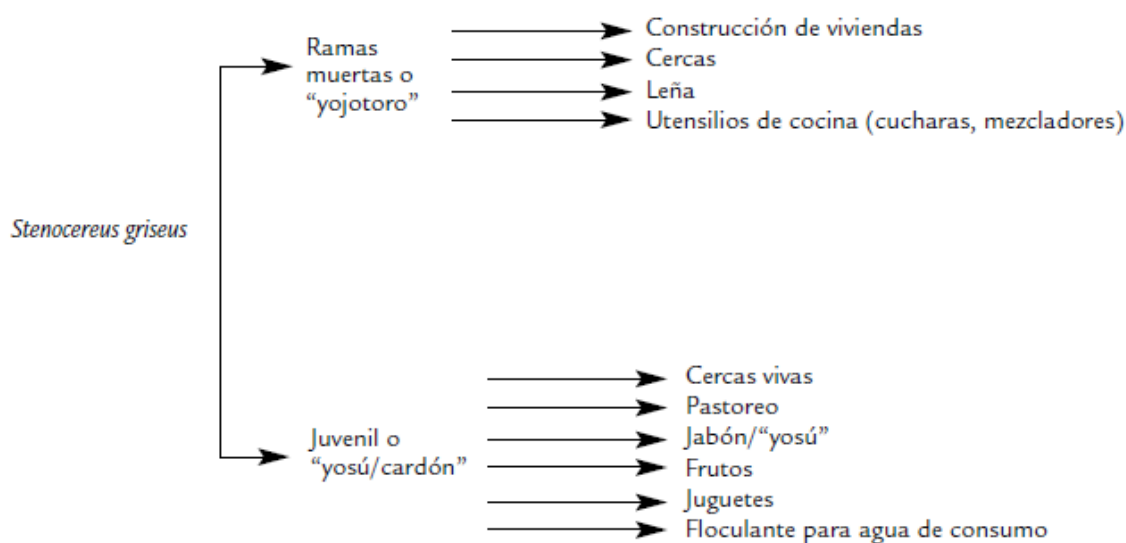 Stenocereus griseus
Ramas
muertas o
“yojotoro”
Construcción de viviendas
Cercas
Leña
Utensilios de cocina (cucharas, mezcladores)
Juvenil o
“yosú/cardón”
Cercas vivas
Pastoreo
Jabón/“yosú”
Frutos
Juguetes
Floculante para agua de consumo